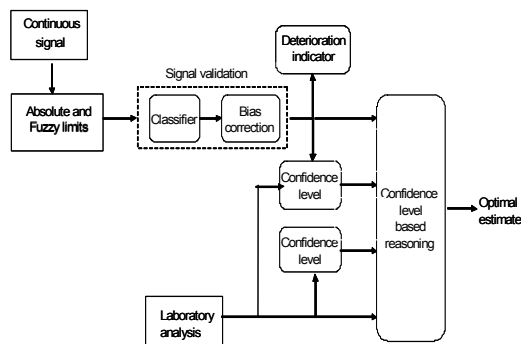 Continuous
signal
Deterioration
indicator
Signal validation
Absolute and
Fuzzy limits
Classifier
Bias
correction
Confidence
level
Confidence
level
Confidence
level
based
reasoning
Optimal
estimate
Laboratory
analysis